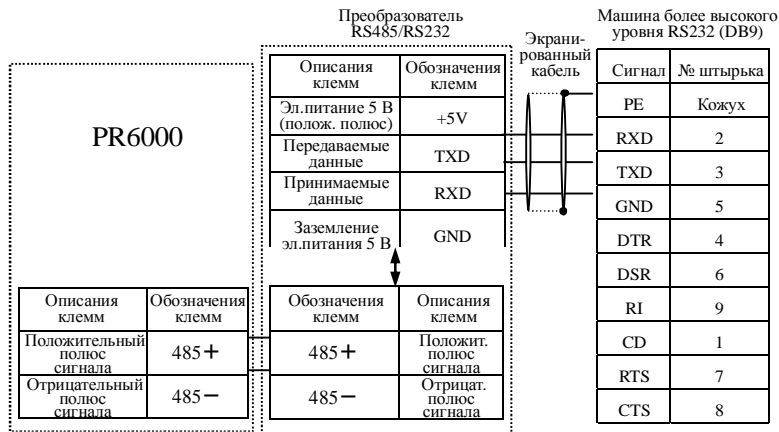 Преобразователь
RS485/RS232
Экрани-
рованный
кабель
Машина более высокого
уровня RS232 (DB9)
PR6000
Описания
клемм
Обозначения
клемм
Эл.питание 5 В
(полож. полюс)
+5V
Передаваемые
данные
TXD
Принимаемые
данные
RXD
Заземление
эл.питания 5 В
GND
Сигнал № штырька
PE Кожух
RXD 2
TXD 3
GND 5
DTR 4
DSR 6
RI 9
CD 1
RTS 7
CTS 8
Описания
клемм
Обозначения
клемм
Положительный
полюс
сигнала
485+
Отрицательный
полюс
сигнала
485−
Обозначения
клемм
Описания
клемм
485+
Положит.
полюс
сигнала
485−
Отрицат.
полюс
сигнала